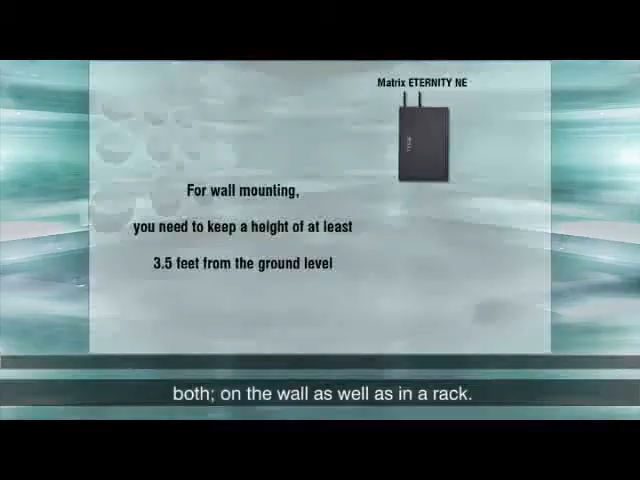 Matrix ETERNITY NE
For wall mounting,
you need to keep a height of at least
3.5 feet from the ground level
both; on the wall as well as in a rack.